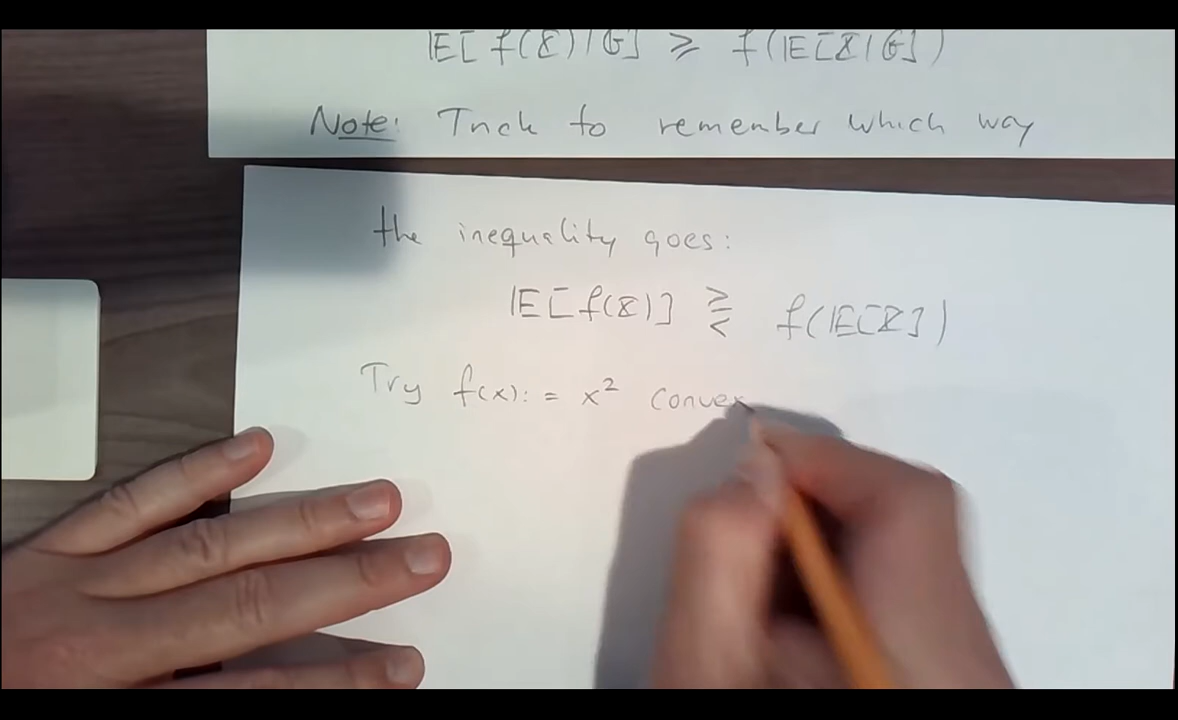 𝔼[f(X)|G] ≥ f(𝔼[X|G])
Note: Trick to remember which way
the inequality goes:
𝔼[f(X)] ⪌ f(𝔼[X])
Try f(x) := x² convex